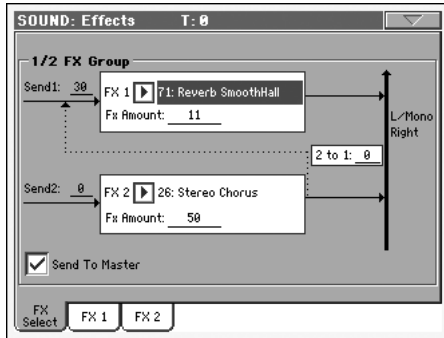 SOUND: Effects T: 0
1/2 FX Group
Send1: 30
FX 1 71: Reverb SmoothHall
Fx Amount: 11
L/Mono
Right
2 to 1: 0
Send2: 0
FX 2 26: Stereo Chorus
Fx Amount: 50
Send To Master
FX Select
FX 1
FX 2